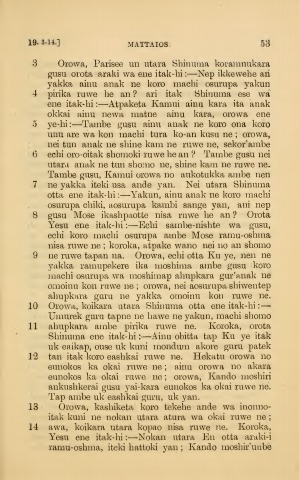 19. 3-14.] MATTAIOS. 53
3 Orowa, Parisee un utara Shinuma koramnukara
gusu orota araki wa ene itak-hi:—Nep ikkewehe ari
yakka ainu anak ne koro machi osurupa yakun
4 pirika ruwe he an? ari itak Shinuma ese wa
ene itak-hi:—Atpaketa Kamui ainu kara ita anak
okkai ainu newa matne ainu kara, orowa ene
5 ye-hi:—Tambe gusu ainu anak ne koro ona koro
unu are wa kon machi tura ko-an kusu ne; orowa,
nei tun anak ne shine kam ne ruwe ne, sekor'ambe
6 echi oro-oitak shomoki ruwe he an? Tambe gusu nei
utara anak ne tun shomo ne, shine kam ne ruwe ne.
Tambe gusu, Kamui orowa no aukotukka ambe nen
7 ne yakka iteki usa ande yan. Nei utara Shinuma
otta ene itak-hi:—Yakun, ainu anak ne koro machi
osurupa chiki, aosurupa kambi sange yan, ani nep
8 gusu Mose ikashpaotte nisa ruwe he an? Orota
Yesu ene itak-hi:—Echi sambe-nishte wa gusu,
echi koro machi osurupa ambe Mose ramu-oshma
nisa ruwe ne; koroka, atpake wano nei no an shomo
9 ne ruwe tapan na. Orowa, echi otta Ku ye, nen ne
yakka ramupekere ika moshima ambe gusu koro
machi osurupa wa moshimap ahupkara gur'anak ne
omoinu kon ruwe ne; orowa, nei aosurupa shiwentep
ahupkara guru ne yakka omoinu kon ruwe ne.
10 Orowa, koikara utara Shinuma otta ene itak-hi:—
Umurek guru tapne ne hawe ne yakun, machi shomo
11 ahupkara ambe pirika ruwe ne. Koroka, orota
Shinuma ene itak-hi:—Ainu obitta tap Ku ye itak
uk eaikap, ouse uk kuni mondum akore guru patek
12 tan itak koro eashkai ruwe ne. Hekatu orowa no
eunokos ka okai ruwe ne; ainu orowa no akara
eunokos ka okai ruwe ne; orowa, Kando moshiri
aukushkerai gusu yai-kara eunokos ka okai ruwe ne.
Tap ambe uk eashkai guru, uk yan.
13 Orowa, kashiketa koro tekehe ande wa inonno-
itak kuni ne nokan utara atura wa okai ruwe ne;
14 awa, koikara utara kopao nisa ruwe ne. Koroka,
Yesu ene itak-hi:—Nokan utara En otta araki-i
ramu-oshma, iteki hattoki yan; Kando moshir'unbe